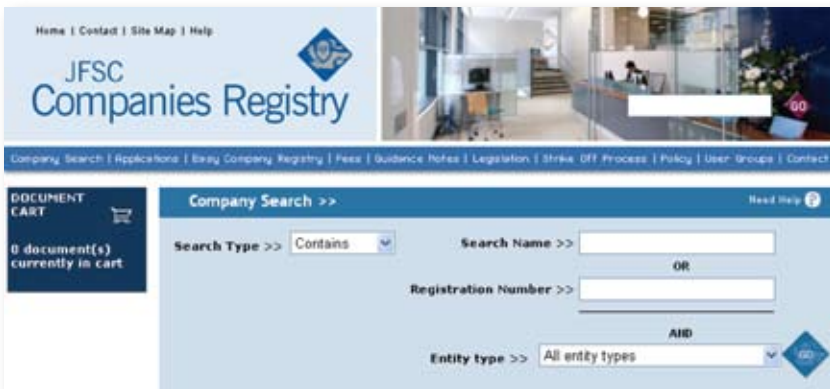 Home | Contact | Site Map | Help
JFSC
Companies Registry
GO
Company Search | Applications | Easy Company Registry | Fees | Guidance Notes | Legislation | Strike Off Process | Policy | User Groups | Contact
DOCUMENT
CART
0 document(s)
currently in cart
Company Search >>
Need Help ?
Search Type >> Contains
Search Name >>
OR
Registration Number >>
AND
Entity type >> All entity types
GO